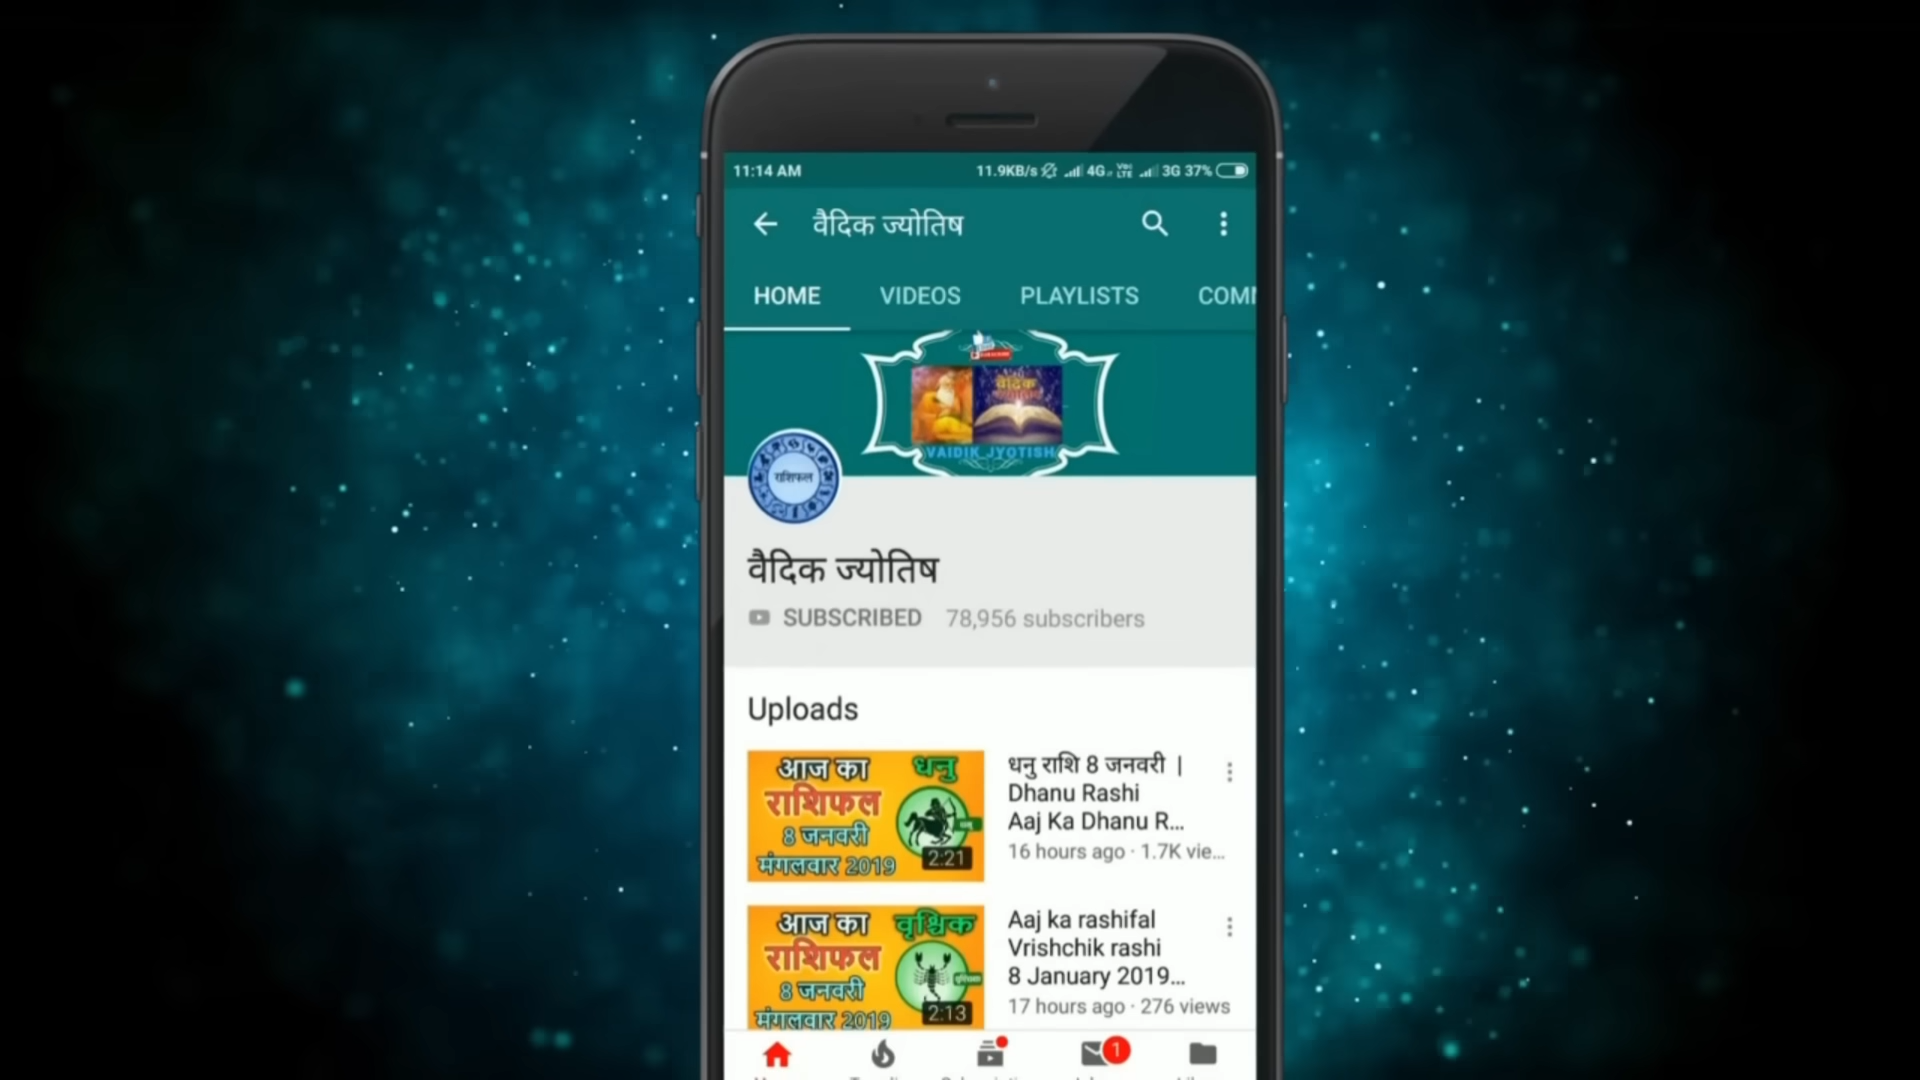 11:14 AM 11.9KB/s 4G VoLTE 3G 37%
वैदिक ज्योतिष
HOME VIDEOS PLAYLISTS COMM
वैदिक
VAIDIK JYOTISH
राशिफल
वैदिक ज्योतिष
SUBSCRIBED 78,956 subscribers
Uploads
आज का धनु
राशिफल
8 जनवरी
मंगलवार 2019
2:21
धनु राशि 8 जनवरी |
Dhanu Rashi
Aaj Ka Dhanu R...
16 hours ago · 1.7K vie...
आज का वृश्चिक
राशिफल
8 जनवरी
मंगलवार 2019
2:13
Aaj ka rashifal
Vrishchik rashi
8 January 2019...
17 hours ago · 276 views
1